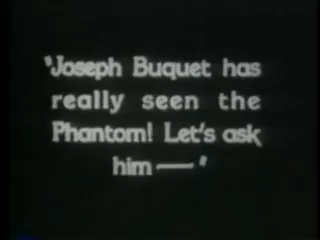 "Joseph Buquet has
really seen the
Phantom! Let's ask
him — "